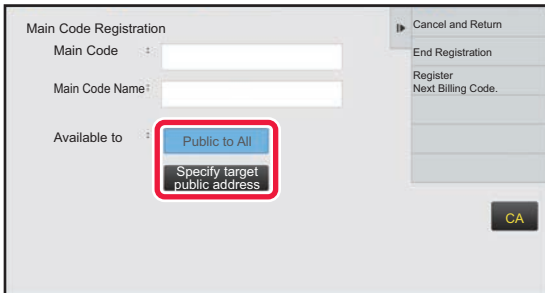 Main Code Registration
Main Code :
Main Code Name:
Available to :
Public to All
Specify target
public address
Cancel and Return
End Registration
Register
Next Billing Code.
CA